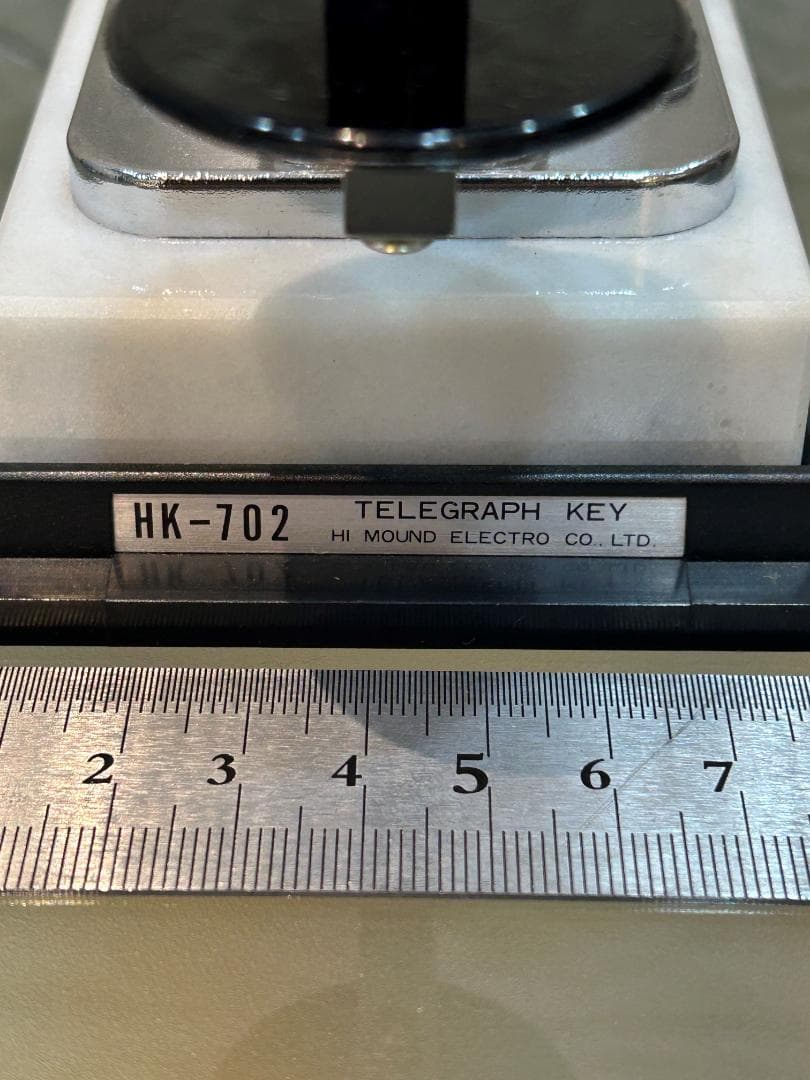 HK-702 TELEGRAPH KEY
HI MOUND ELECTRO CO., LTD.
2 3 4 5 6 7